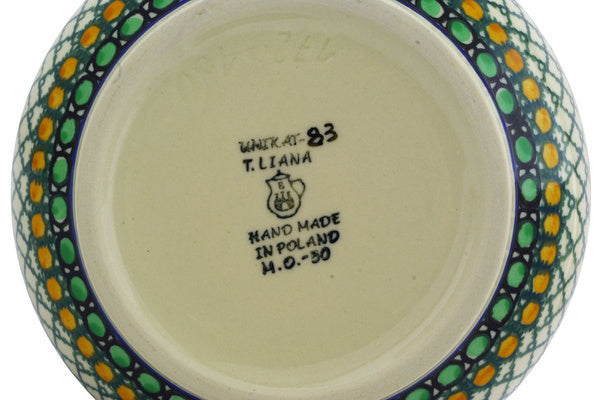 UNIKAT-83
T. LIANA
B
HAND MADE
IN POLAND
M.O.-30